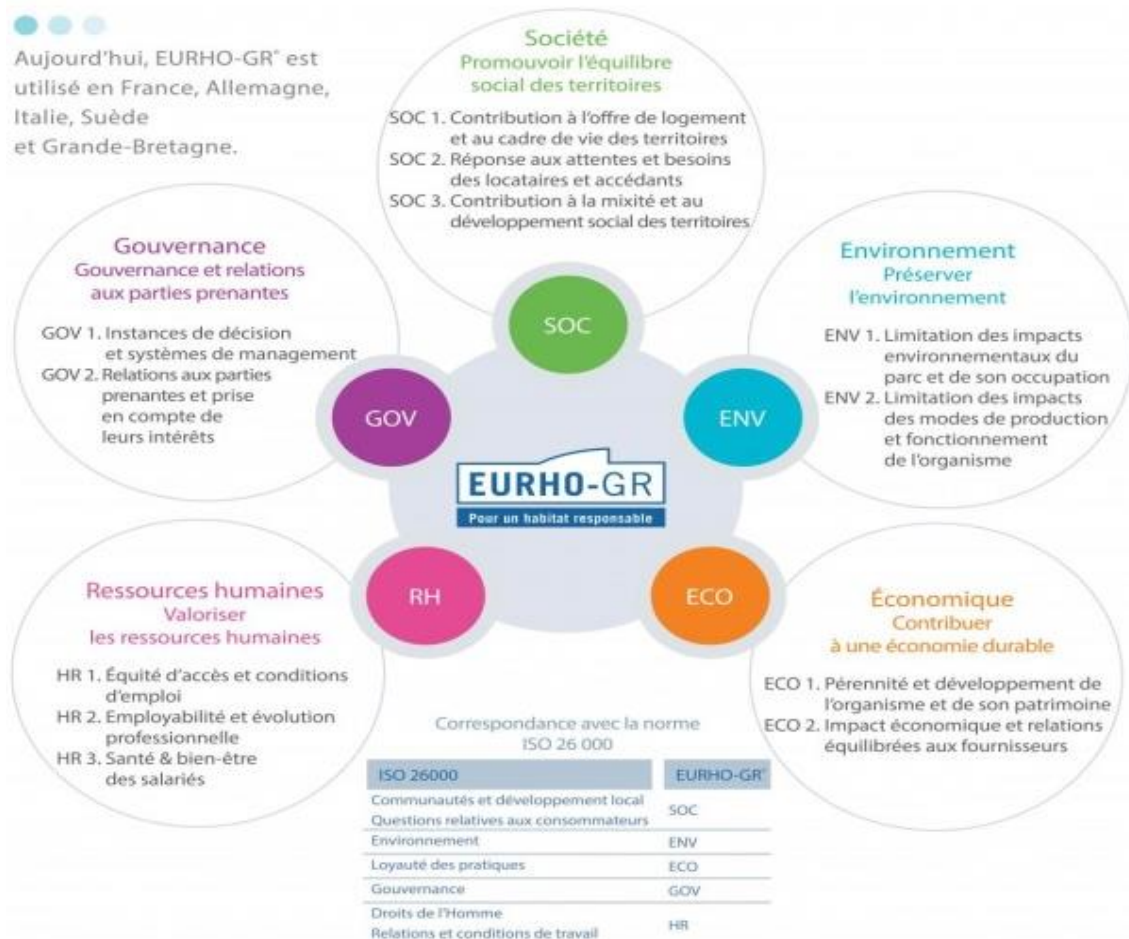 Aujourd'hui, EURHO-GR® est
utilisé en France, Allemagne,
Italie, Suède
et Grande-Bretagne.
Société
Promouvoir l'équilibre
social des territoires
SOC 1. Contribution à l'offre de logement
et au cadre de vie des territoires
SOC 2. Réponse aux attentes et besoins
des locataires et accédants
SOC 3. Contribution à la mixité et au
développement social des territoires
Gouvernance
Gouvernance et relations
aux parties prenantes
GOV 1. Instances de décision
et systèmes de management
GOV 2. Relations aux parties
prenantes et prise
en compte de
leurs intérêts
Environnement
Préserver
l'environnement
ENV 1. Limitation des impacts
environnementaux du
parc et de son occupation
ENV 2. Limitation des impacts
des modes de production
et fonctionnement
de l'organisme
SOC
GOV
ENV
EURHO-GR
Pour un habitat responsable
RH
ECO
Ressources humaines
Valoriser
les ressources humaines
HR 1. Équité d'accès et conditions
d'emploi
HR 2. Employabilité et évolution
professionnelle
HR 3. Santé & bien-être
des salariés
Économique
Contribuer
à une économie durable
ECO 1. Pérennité et développement de
l'organisme et de son patrimoine
ECO 2. Impact économique et relations
équilibrées aux fournisseurs
Correspondance avec la norme
ISO 26 000
ISO 26000 EURHO-GR®
Communautés et développement local
Questions relatives aux consommateurs
SOC
Environnement ENV
Loyauté des pratiques ECO
Gouvernance GOV
Droits de l'Homme
Relations et conditions de travail
HR